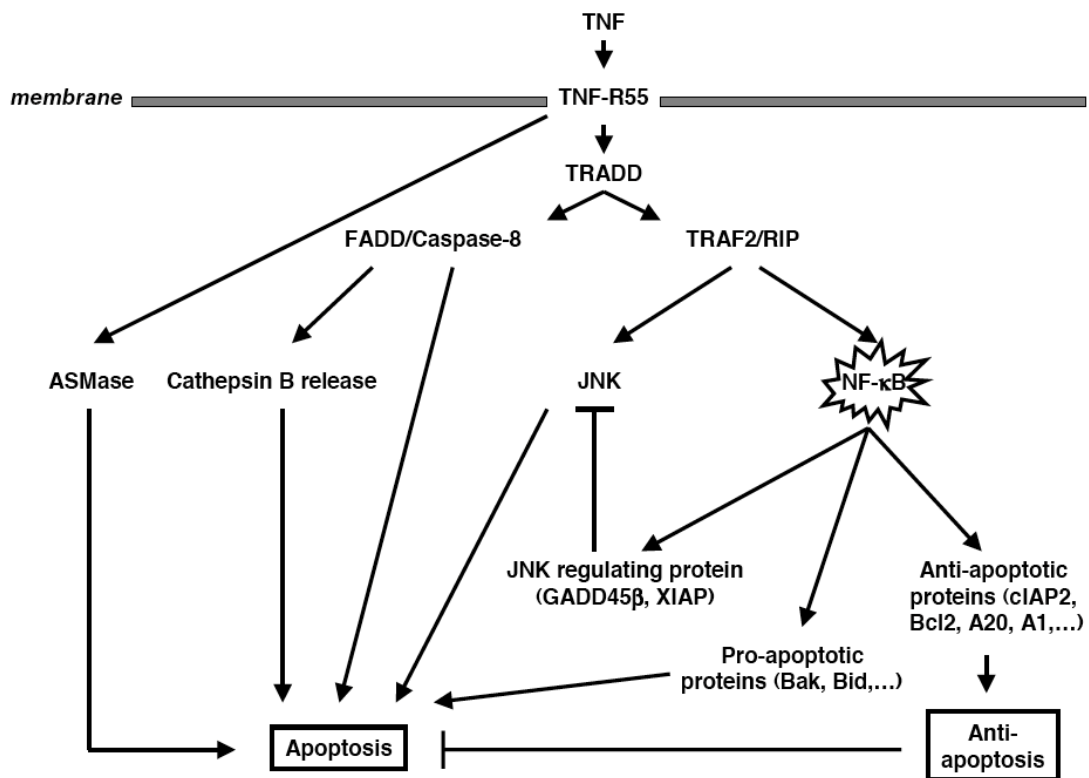 TNF
membrane
TNF-R55
TRADD
FADD/Caspase-8
TRAF2/RIP
ASMase
Cathepsin B release
JNK
NF-κB
JNK regulating protein
(GADD45β, XIAP)
Anti-apoptotic
proteins (cIAP2,
Bcl2, A20, A1,...)
Pro-apoptotic
proteins (Bak, Bid,...)
Apoptosis
Anti-
apoptosis